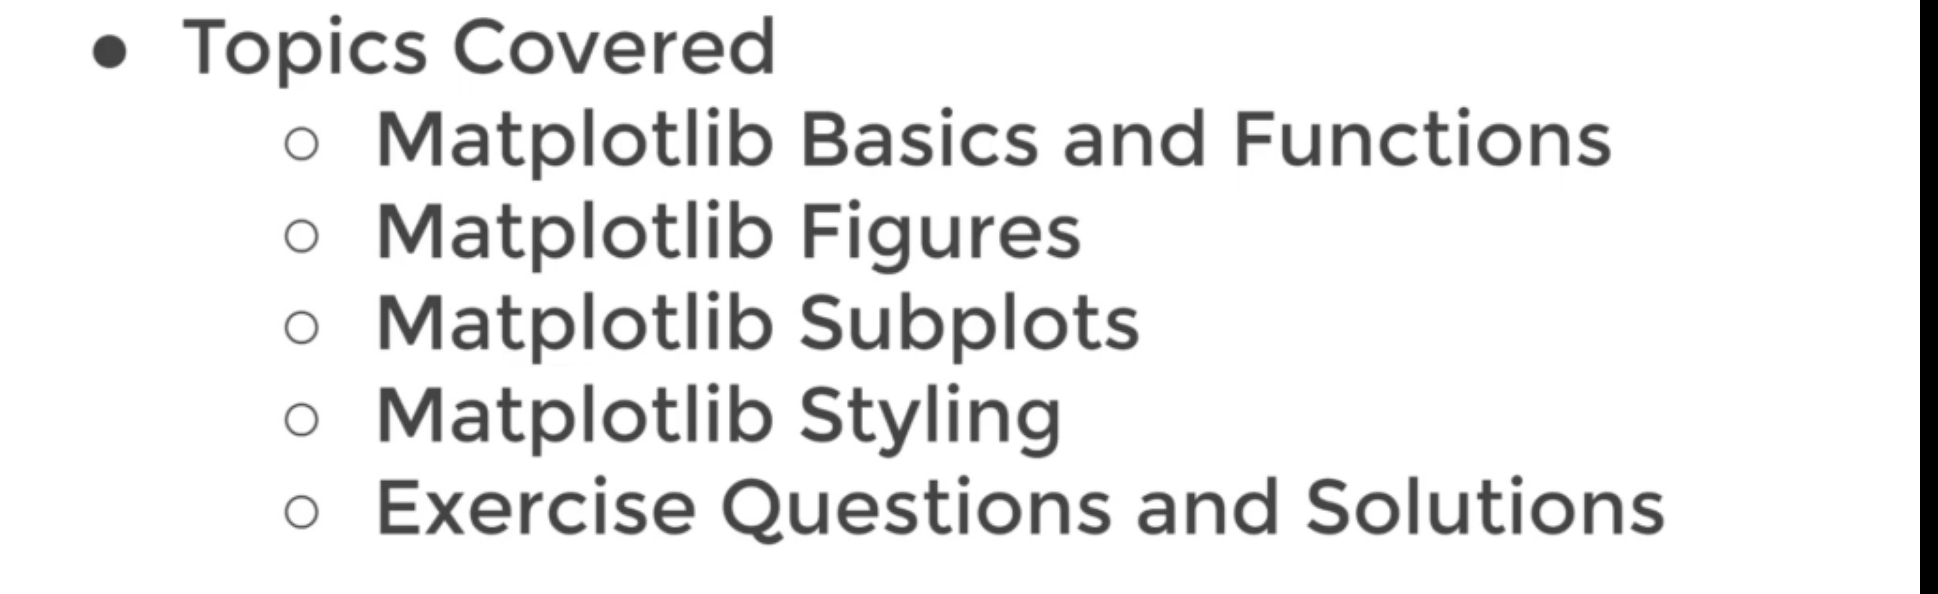 ● Topics Covered
○ Matplotlib Basics and Functions
○ Matplotlib Figures
○ Matplotlib Subplots
○ Matplotlib Styling
○ Exercise Questions and Solutions